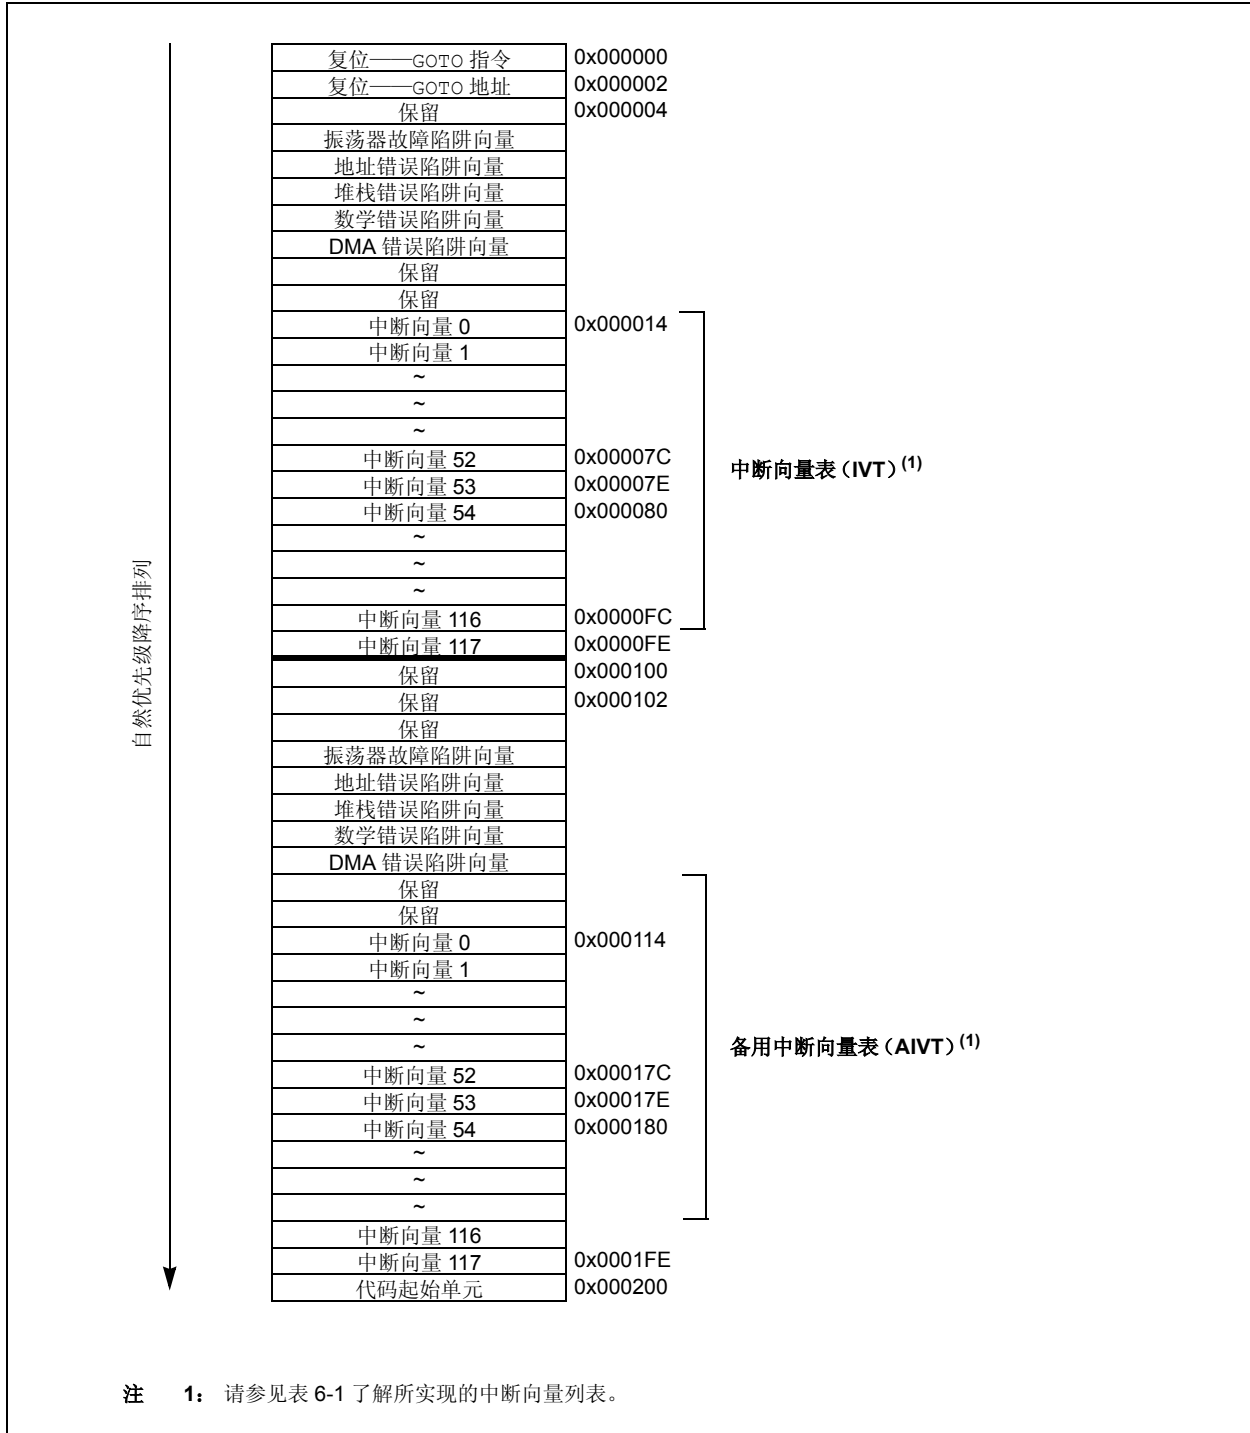 复位——GOTO 指令 0x000000
复位——GOTO 地址 0x000002
保留 0x000004
振荡器故障陷阱向量
地址错误陷阱向量
堆栈错误陷阱向量
数学错误陷阱向量
DMA 错误陷阱向量
保留
保留
中断向量 0 0x000014
中断向量 1
~
~
~
中断向量 52 0x00007C
中断向量表（IVT）(1)
中断向量 53 0x00007E
中断向量 54 0x000080
~
~
~
自然优先级降序排列
中断向量 116 0x0000FC
中断向量 117 0x0000FE
保留 0x000100
保留 0x000102
保留
振荡器故障陷阱向量
地址错误陷阱向量
堆栈错误陷阱向量
数学错误陷阱向量
DMA 错误陷阱向量
保留
保留
中断向量 0 0x000114
中断向量 1
~
~
~
备用中断向量表（AIVT）(1)
中断向量 52 0x00017C
中断向量 53 0x00017E
中断向量 54 0x000180
~
~
~
中断向量 116
中断向量 117 0x0001FE
代码起始单元 0x000200
注 1： 请参见表 6-1 了解所实现的中断向量列表。